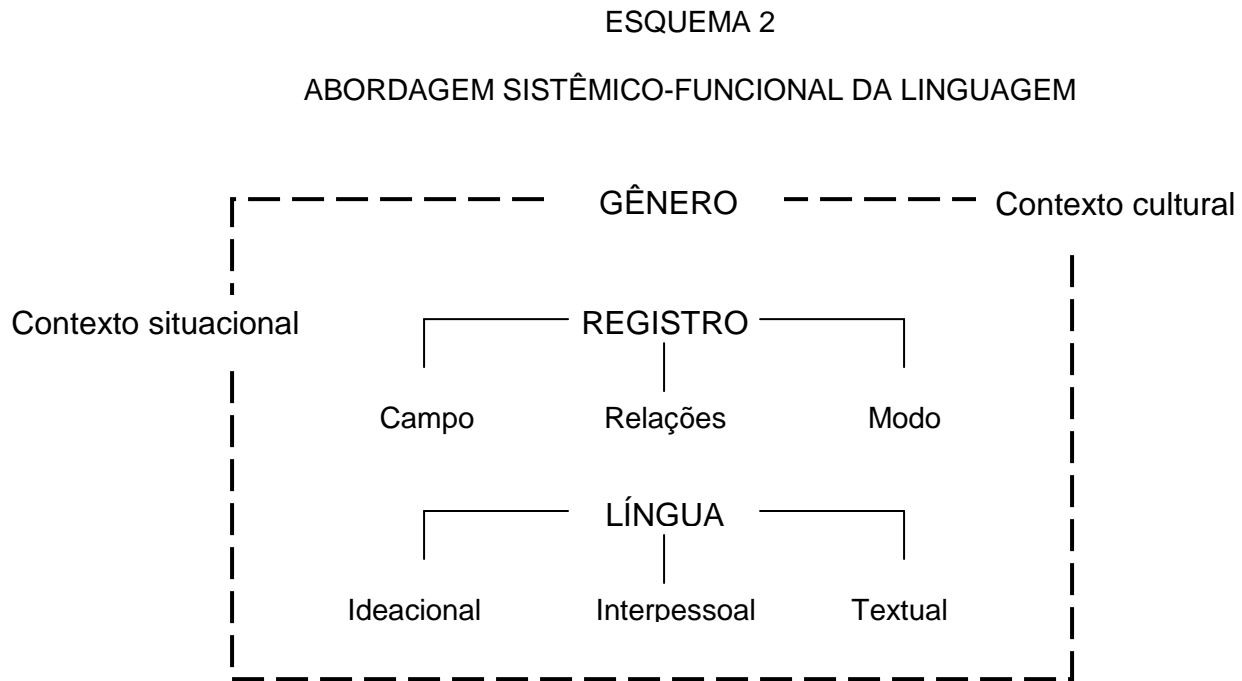 ESQUEMA 2
ABORDAGEM SISTÊMICO-FUNCIONAL DA LINGUAGEM
GÊNERO
Contexto cultural
Contexto situacional
REGISTRO
Campo
Relações
Modo
LÍNGUA
Ideacional
Interpessoal
Textual